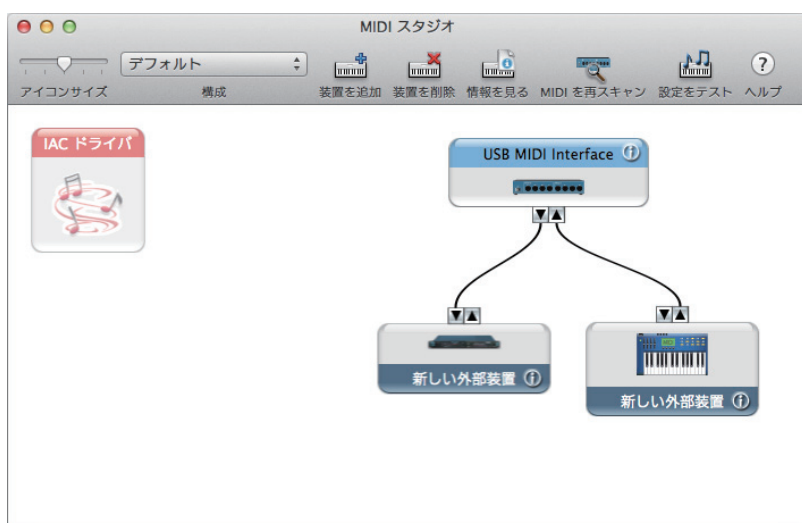 MIDI スタジオ
デフォルト
アイコンサイズ
構成
装置を追加
装置を削除
情報を見る
MIDI を再スキャン
設定をテスト
ヘルプ
IAC ドライバ
USB MIDI Interface
新しい外部装置
新しい外部装置